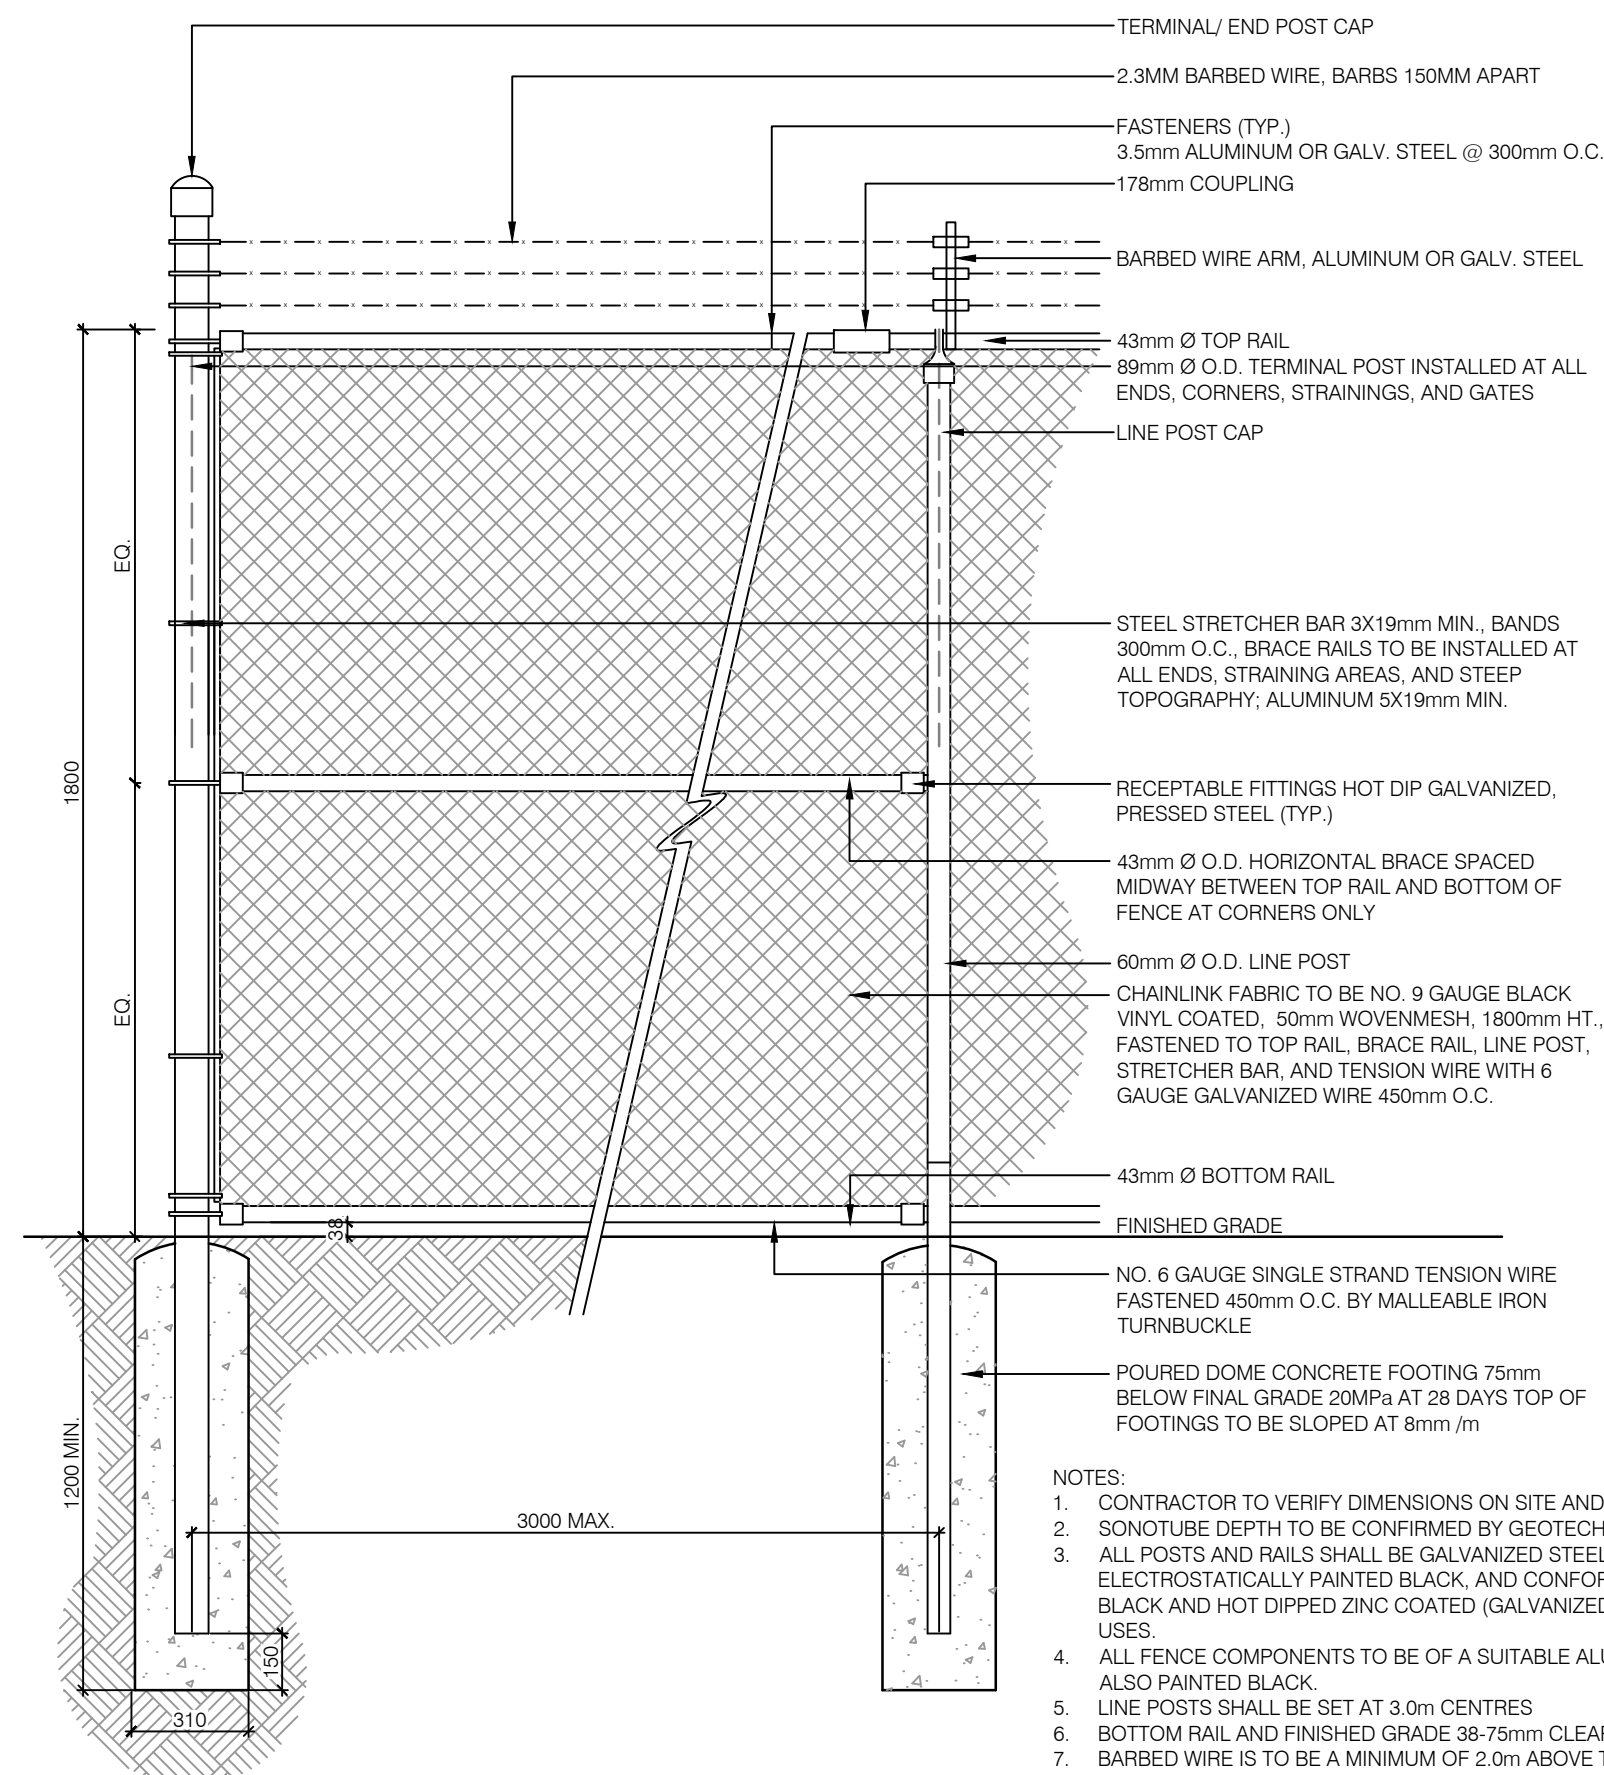 TERMINAL/ END POST CAP
2.3MM BARBED WIRE, BARBS 150MM APART
FASTENERS (TYP.)
3.5mm ALUMINUM OR GALV. STEEL @ 300mm O.C.
178mm COUPLING
BARBED WIRE ARM, ALUMINUM OR GALV. STEEL
43mm Ø TOP RAIL
89mm Ø O.D. TERMINAL POST INSTALLED AT ALL
ENDS, CORNERS, STRAININGS, AND GATES
LINE POST CAP
STEEL STRETCHER BAR 3X19mm MIN., BANDS
300mm O.C., BRACE RAILS TO BE INSTALLED AT
ALL ENDS, STRAINING AREAS, AND STEEP
TOPOGRAPHY; ALUMINUM 5X19mm MIN.
RECEPTABLE FITTINGS HOT DIP GALVANIZED,
PRESSED STEEL (TYP.)
43mm Ø O.D. HORIZONTAL BRACE SPACED
MIDWAY BETWEEN TOP RAIL AND BOTTOM OF
FENCE AT CORNERS ONLY
60mm Ø O.D. LINE POST
CHAINLINK FABRIC TO BE NO. 9 GAUGE BLACK
VINYL COATED, 50mm WOVENMESH, 1800mm HT.,
FASTENED TO TOP RAIL, BRACE RAIL, LINE POST,
STRETCHER BAR, AND TENSION WIRE WITH 6
GAUGE GALVANIZED WIRE 450mm O.C.
43mm Ø BOTTOM RAIL
FINISHED GRADE
NO. 6 GAUGE SINGLE STRAND TENSION WIRE
FASTENED 450mm O.C. BY MALLEABLE IRON
TURNBUCKLE
POURED DOME CONCRETE FOOTING 75mm
BELOW FINAL GRADE 20MPa AT 28 DAYS TOP OF
FOOTINGS TO BE SLOPED AT 8mm /m
EQ.
1800
EQ.
38
1200 MIN.
3000 MAX.
150
310
NOTES:
1. CONTRACTOR TO VERIFY DIMENSIONS ON SITE AND
2. SONOTUBE DEPTH TO BE CONFIRMED BY GEOTECH
3. ALL POSTS AND RAILS SHALL BE GALVANIZED STEEL
ELECTROSTATICALLY PAINTED BLACK, AND CONFOR
BLACK AND HOT DIPPED ZINC COATED (GALVANIZED
USES.
4. ALL FENCE COMPONENTS TO BE OF A SUITABLE ALU
ALSO PAINTED BLACK.
5. LINE POSTS SHALL BE SET AT 3.0m CENTRES
6. BOTTOM RAIL AND FINISHED GRADE 38-75mm CLEAR
7. BARBED WIRE IS TO BE A MINIMUM OF 2.0m ABOVE T